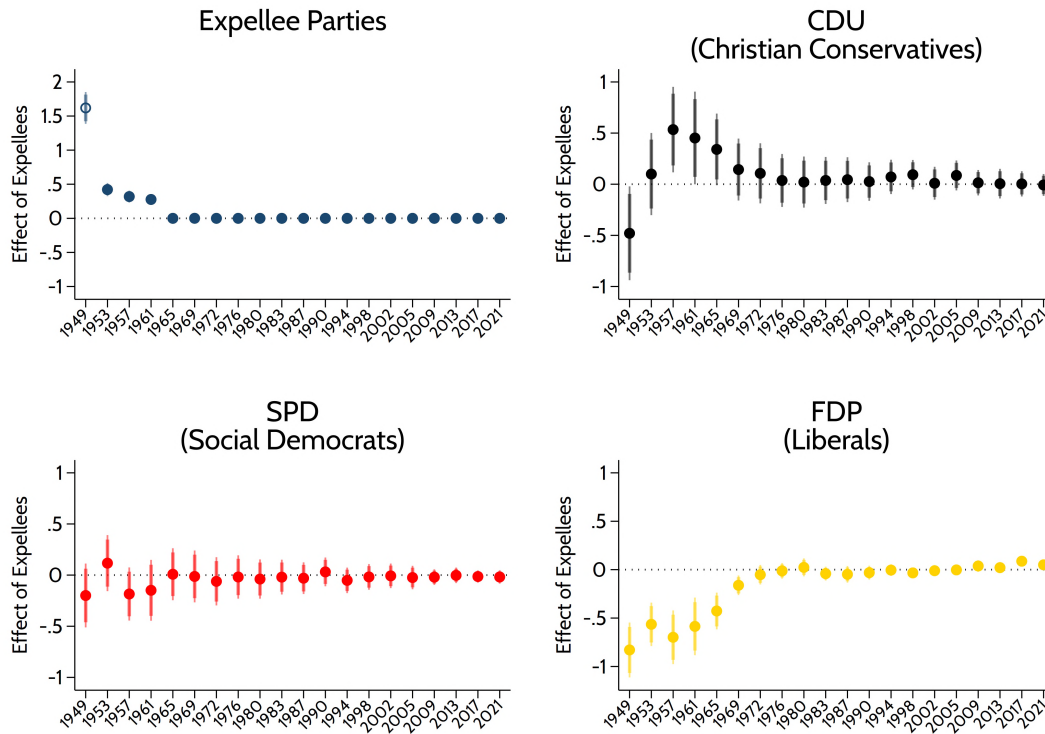 Expellee Parties
Effect of Expellees
2
1.5
1
.5
0
-.5
-1
1949 1953 1957 1961 1965 1969 1972 1976 1980 1983 1987 1990 1994 1998 2002 2005 2009 2013 2017 2021
CDU
(Christian Conservatives)
Effect of Expellees
1
.5
0
-.5
-1
1949 1953 1957 1961 1965 1969 1972 1976 1980 1983 1987 1990 1994 1998 2002 2005 2009 2013 2017 2021
SPD
(Social Democrats)
Effect of Expellees
1
.5
0
-.5
-1
1949 1953 1957 1961 1965 1969 1972 1976 1980 1983 1987 1990 1994 1998 2002 2005 2009 2013 2017 2021
FDP
(Liberals)
Effect of Expellees
1
.5
0
-.5
-1
1949 1953 1957 1961 1965 1969 1972 1976 1980 1983 1987 1990 1994 1998 2002 2005 2009 2013 2017 2021